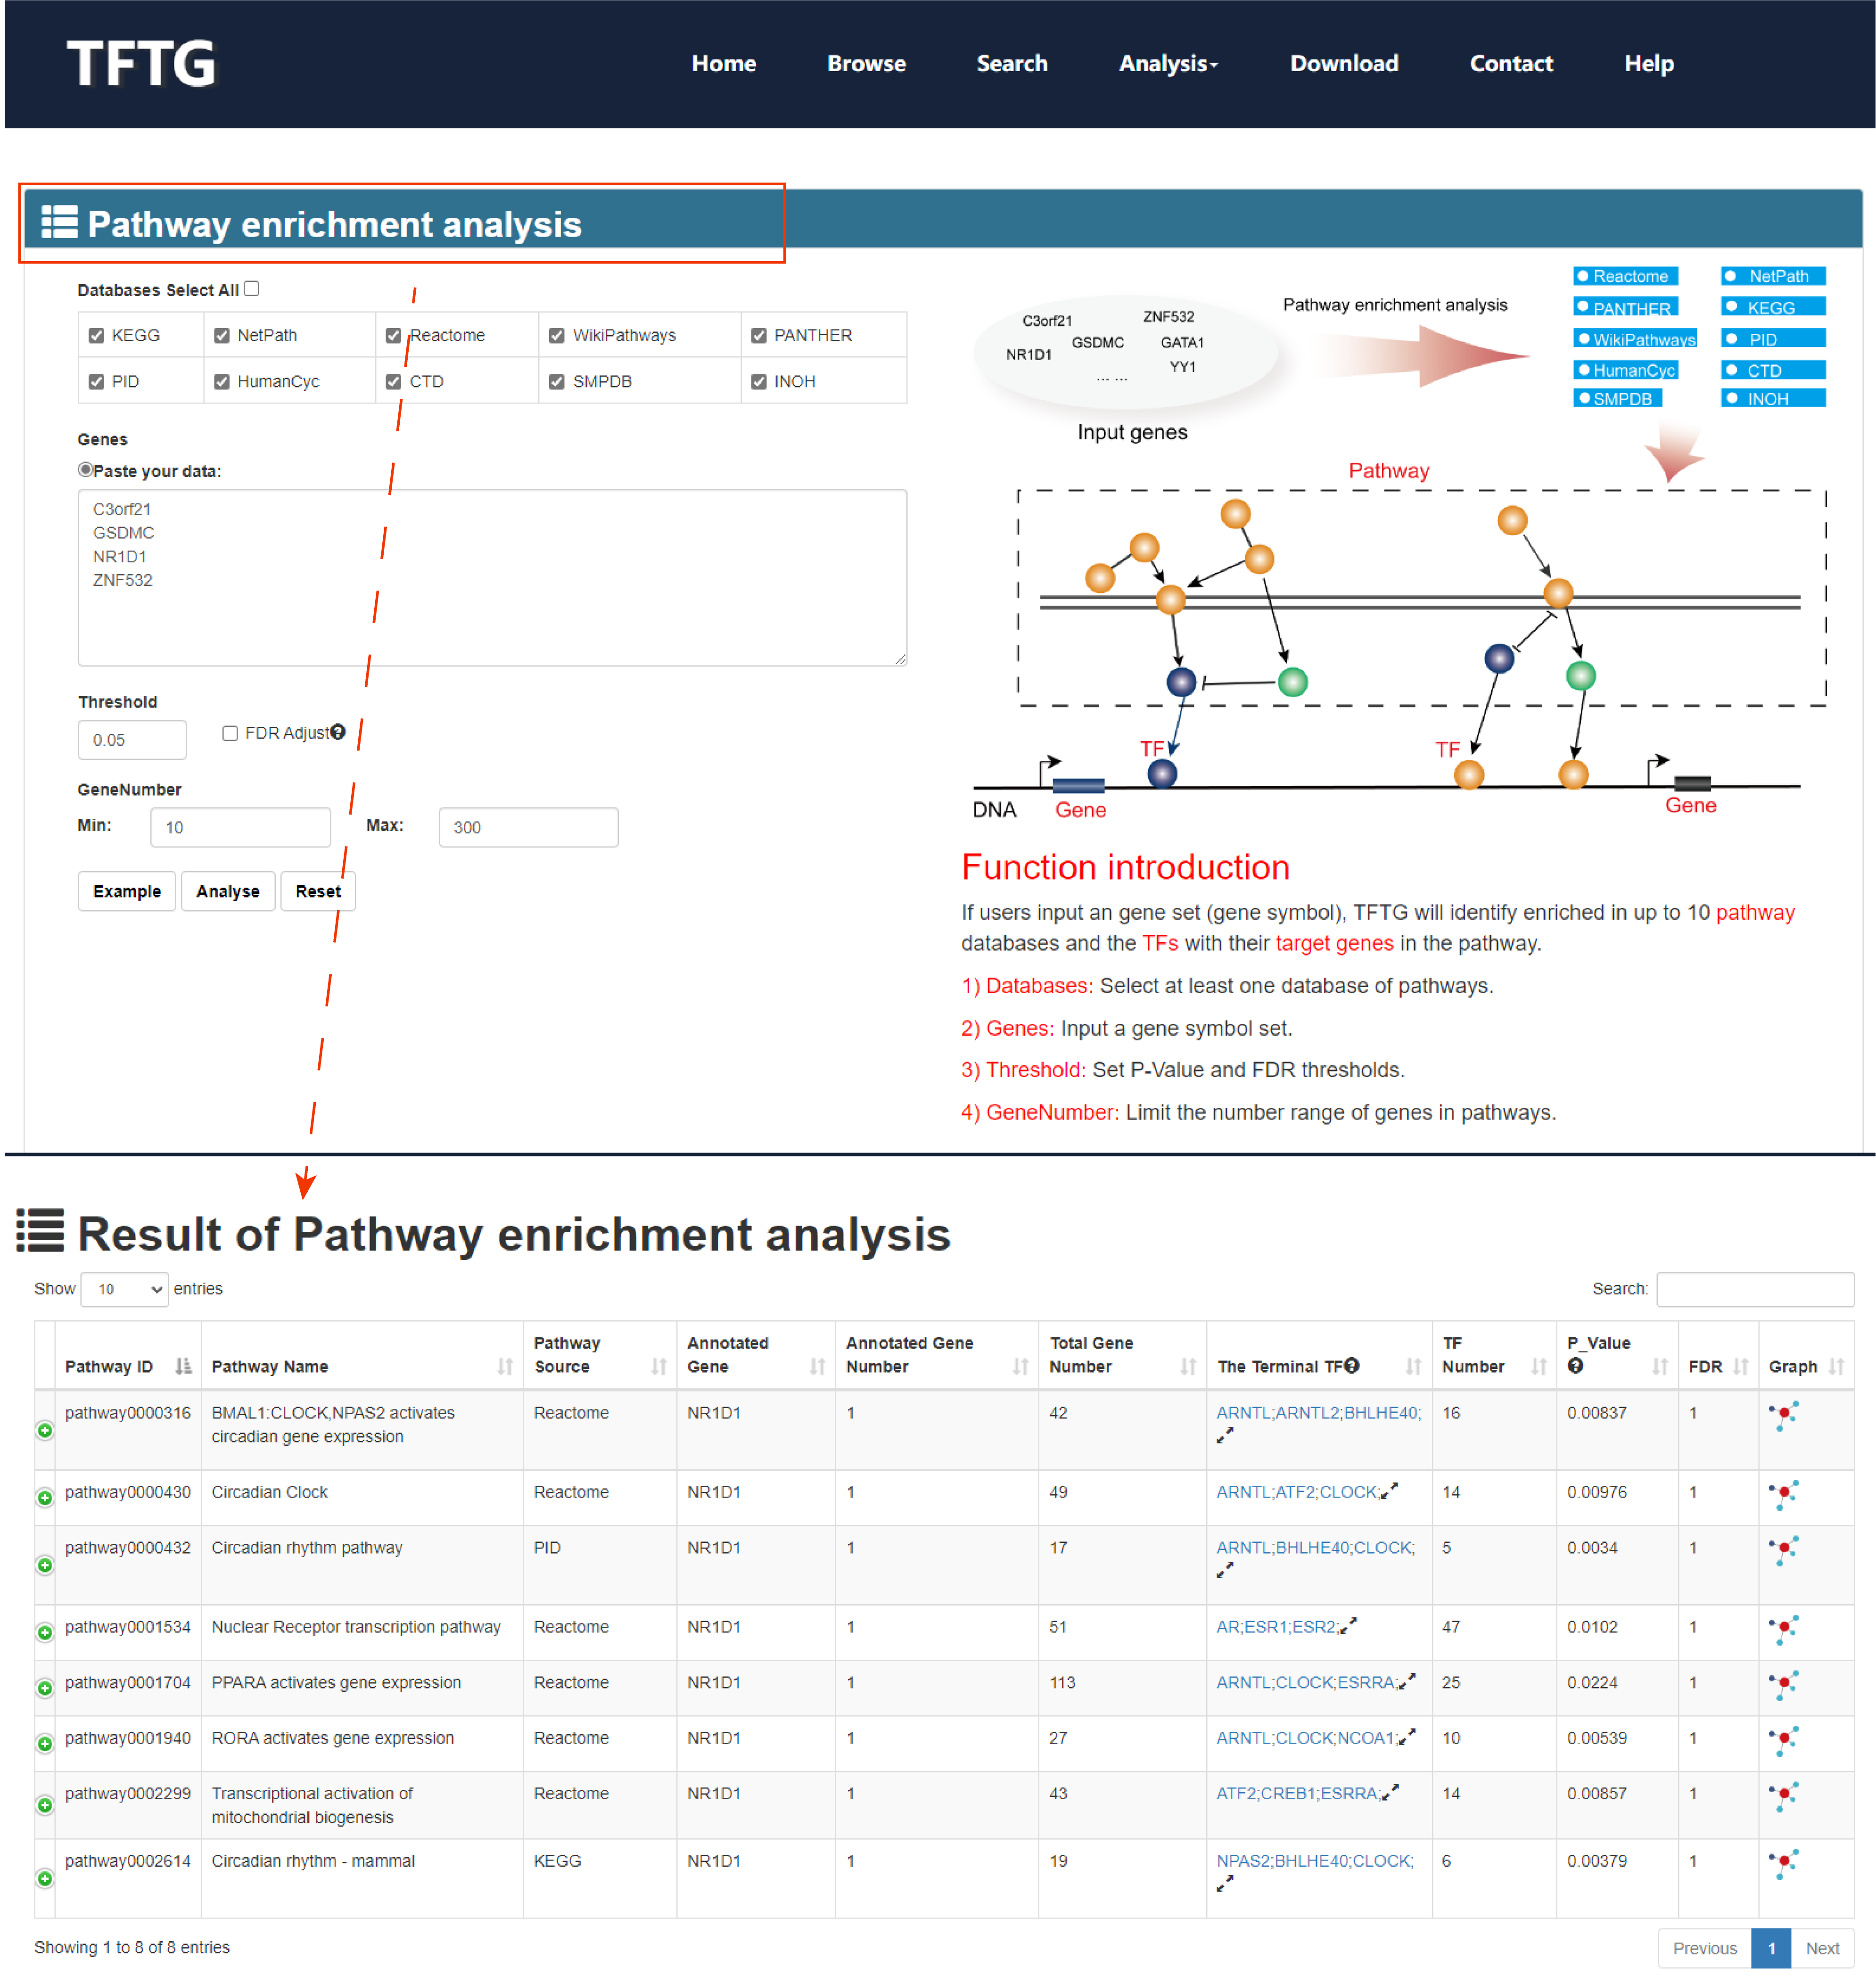 TFTG
Home Browse Search Analysis Download Contact Help
Pathway enrichment analysis
Databases Select All
KEGG NetPath Reactome WikiPathways PANTHER
PID HumanCyc CTD SMPDB INOH
Genes
Paste your data:
C3orf21
GSDMC
NR1D1
ZNF532
Threshold
0.05 FDR Adjust
GeneNumber
Min: 10 Max: 300
Example Analyse Reset
C3orf21 ZNF532
GSDMC GATA1
NR1D1 YY1
... ...
Input genes
Pathway enrichment analysis
Reactome NetPath
PANTHER KEGG
WikiPathways PID
HumanCyc CTD
SMPDB INOH
Pathway
TF TF
DNA Gene Gene
Function introduction
If users input an gene set (gene symbol), TFTG will identify enriched in up to 10 pathway
databases and the TFs with their target genes in the pathway.
1) Databases: Select at least one database of pathways.
2) Genes: Input a gene symbol set.
3) Threshold: Set P-Value and FDR thresholds.
4) GeneNumber: Limit the number range of genes in pathways.
Result of Pathway enrichment analysis
Show 10 entries Search:
Pathway ID Pathway Name Pathway Source Annotated Gene Annotated Gene Number Total Gene Number The Terminal TF TF Number P_Value FDR Graph
pathway0000316 BMAL1:CLOCK,NPAS2 activates circadian gene expression Reactome NR1D1 1 42 ARNTL;ARNTL2;BHLHE40; 16 0.00837 1
pathway0000430 Circadian Clock Reactome NR1D1 1 49 ARNTL;ATF2;CLOCK; 14 0.00976 1
pathway0000432 Circadian rhythm pathway PID NR1D1 1 17 ARNTL;BHLHE40;CLOCK; 5 0.0034 1
pathway0001534 Nuclear Receptor transcription pathway Reactome NR1D1 1 51 AR;ESR1;ESR2; 47 0.0102 1
pathway0001704 PPARA activates gene expression Reactome NR1D1 1 113 ARNTL;CLOCK;ESRRA; 25 0.0224 1
pathway0001940 RORA activates gene expression Reactome NR1D1 1 27 ARNTL;CLOCK;NCOA1; 10 0.00539 1
pathway0002299 Transcriptional activation of mitochondrial biogenesis Reactome NR1D1 1 43 ATF2;CREB1;ESRRA; 14 0.00857 1
pathway0002614 Circadian rhythm - mammal KEGG NR1D1 1 19 NPAS2;BHLHE40;CLOCK; 6 0.00379 1
Showing 1 to 8 of 8 entries Previous 1 Next